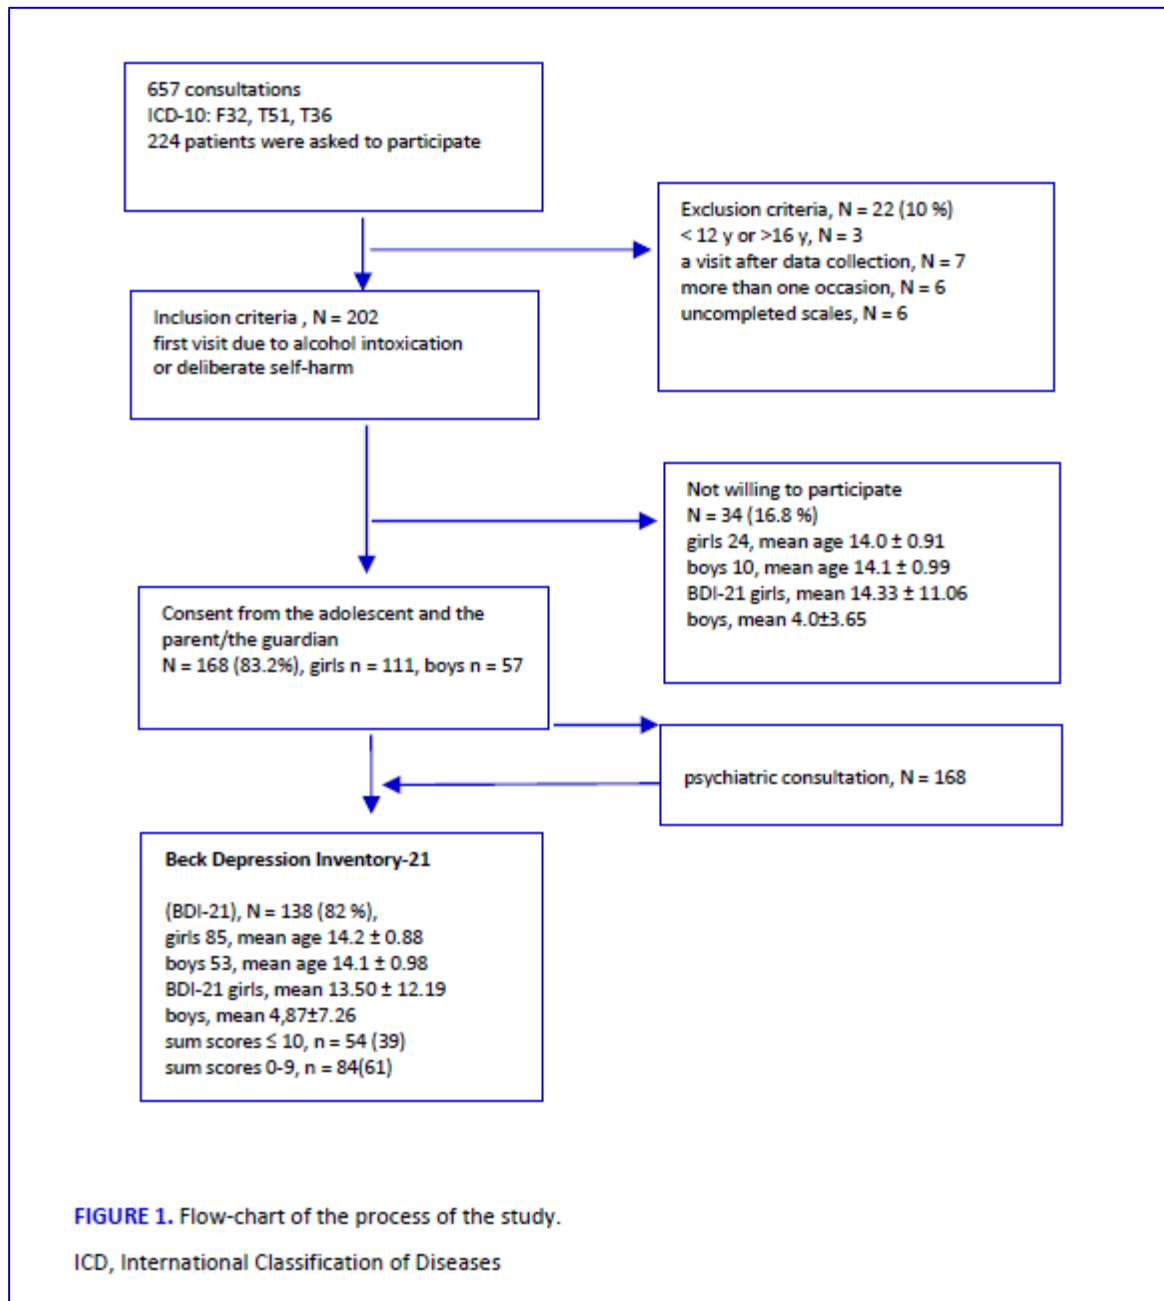 657 consultations
ICD-10: F32, T51, T36
224 patients were asked to participate
Exclusion criteria, N = 22 (10 %)
< 12 y or >16 y, N = 3
a visit after data collection, N = 7
more than one occasion, N = 6
uncompleted scales, N = 6
Inclusion criteria , N = 202
first visit due to alcohol intoxication
or deliberate self-harm
Not willing to participate
N = 34 (16.8 %)
girls 24, mean age 14.0 ± 0.91
boys 10, mean age 14.1 ± 0.99
BDI-21 girls, mean 14.33 ± 11.06
boys, mean 4.0±3.65
Consent from the adolescent and the
parent/the guardian
N = 168 (83.2%), girls n = 111, boys n = 57
psychiatric consultation, N = 168
Beck Depression Inventory-21
(BDI-21), N = 138 (82 %),
girls 85, mean age 14.2 ± 0.88
boys 53, mean age 14.1 ± 0.98
BDI-21 girls, mean 13.50 ± 12.19
boys, mean 4,87±7.26
sum scores ≤ 10, n = 54 (39)
sum scores 0-9, n = 84(61)
FIGURE 1. Flow-chart of the process of the study.
ICD, International Classification of Diseases